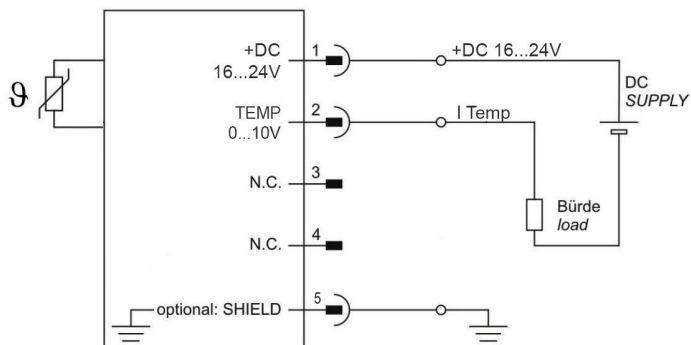 +DC 1 +DC 16...24V
16...24V
DC
SUPPLY
ϑ
TEMP 2 I Temp
0...10V
N.C. 3
Bürde
load
N.C. 4
optional: SHIELD 5